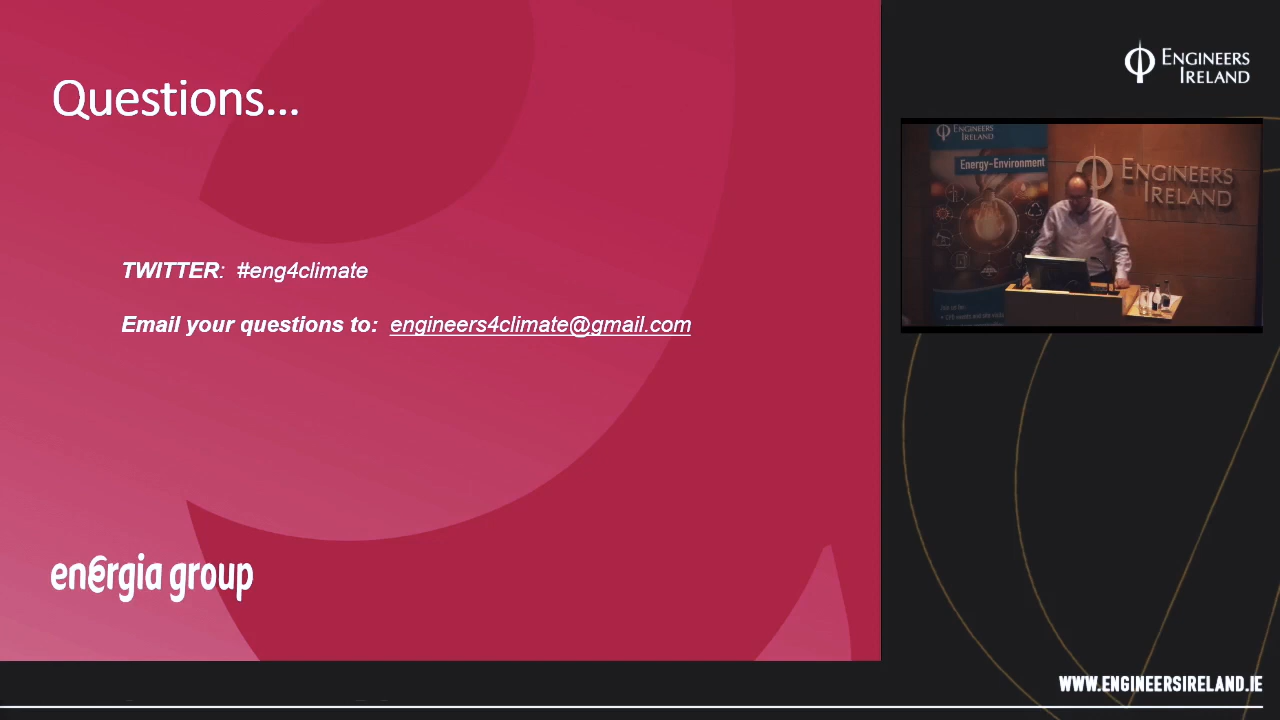 Questions...
TWITTER: #eng4climate
Email your questions to: engineers4climate@gmail.com
energia group
ENGINEERS
IRELAND
ENGINEERS
IRELAND
Energy-Environment
ENGINEERS
IRELAND
WWW.ENGINEERSIRELAND.IE